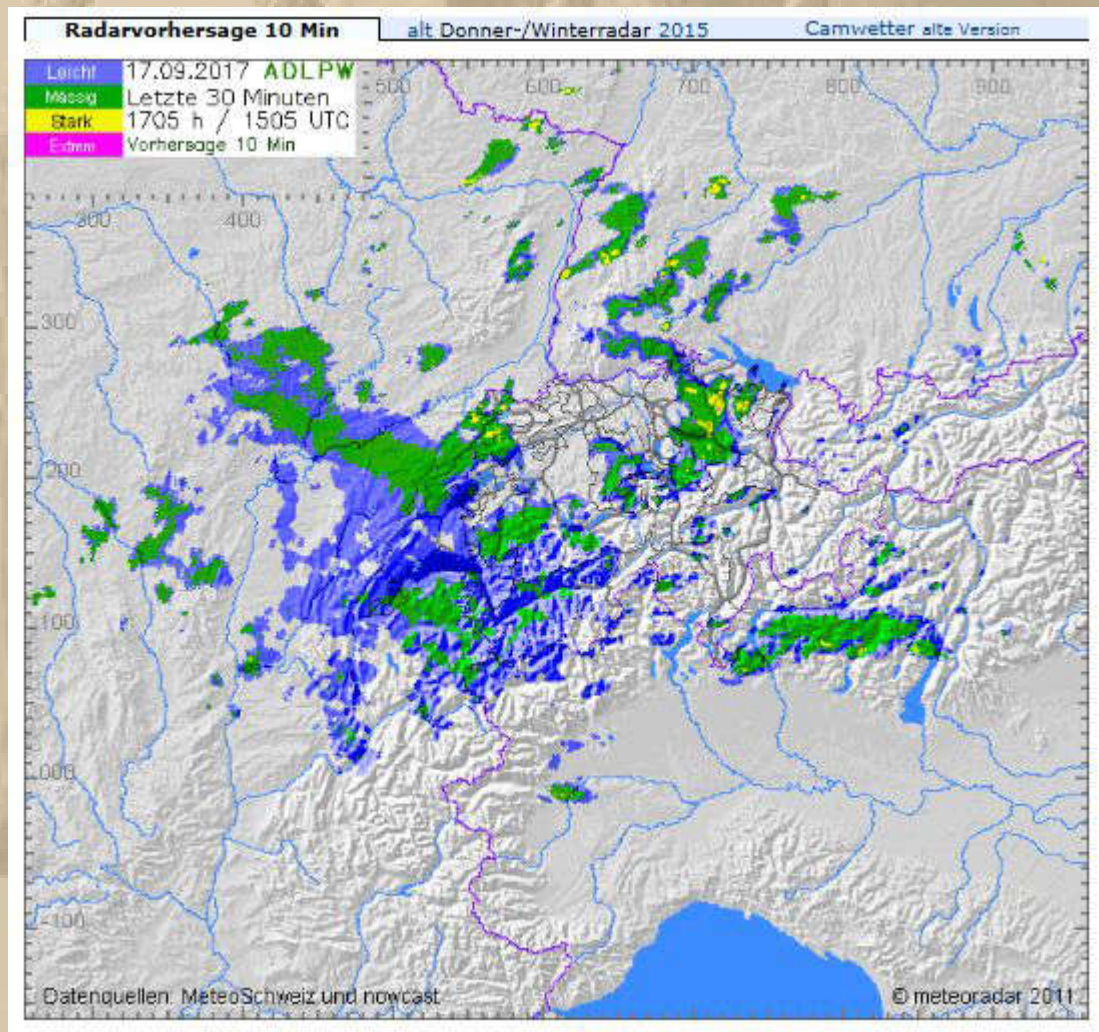 Radarvorhersage 10 Min alt Donner-/Winterradar 2015 Camwetter alte Version
Leicht 17.09.2017 ADLPW
Mässig Letzte 30 Minuten
Stark 1705 h / 1505 UTC
Extrem Vorhersage 10 Min
500 600 700 800 900
300 400
300
200
100
000
-100
Datenquellen: MeteoSchweiz und nowcast © meteoradar 2011